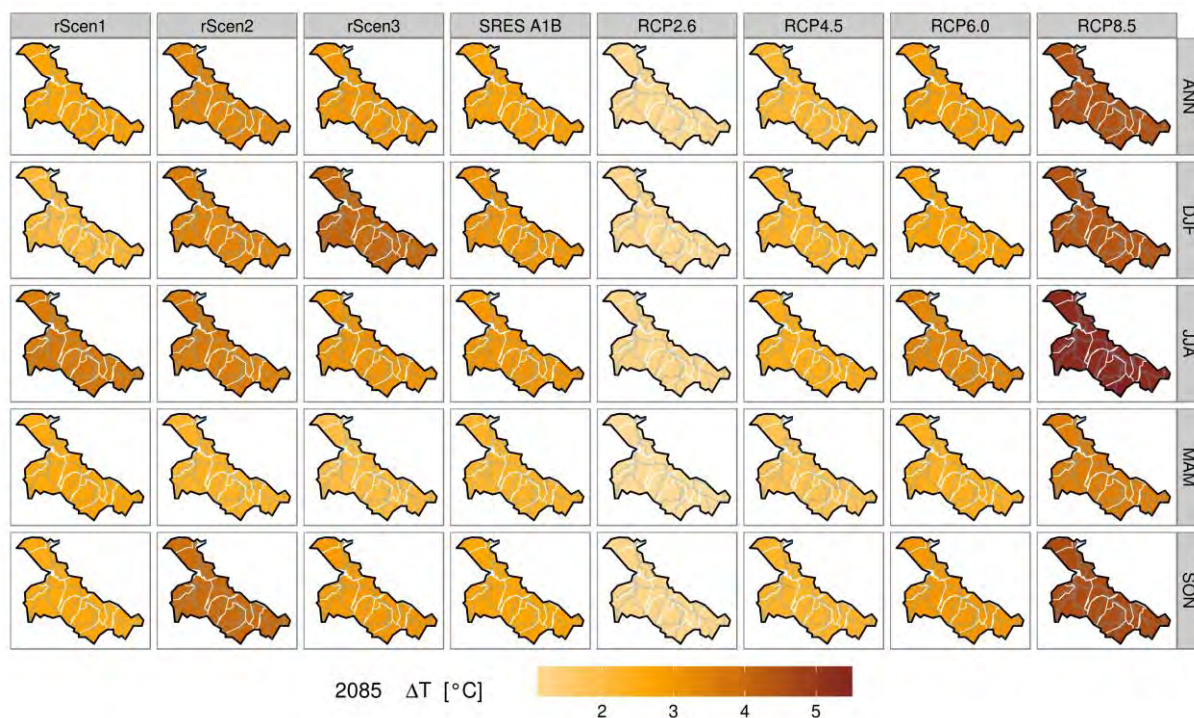 rScen1 rScen2 rScen3 SRES A1B RCP2.6 RCP4.5 RCP6.0 RCP8.5
ANN
DJF
JJA
MAM
SON
2085 ΔT [°C]
2 3 4 5